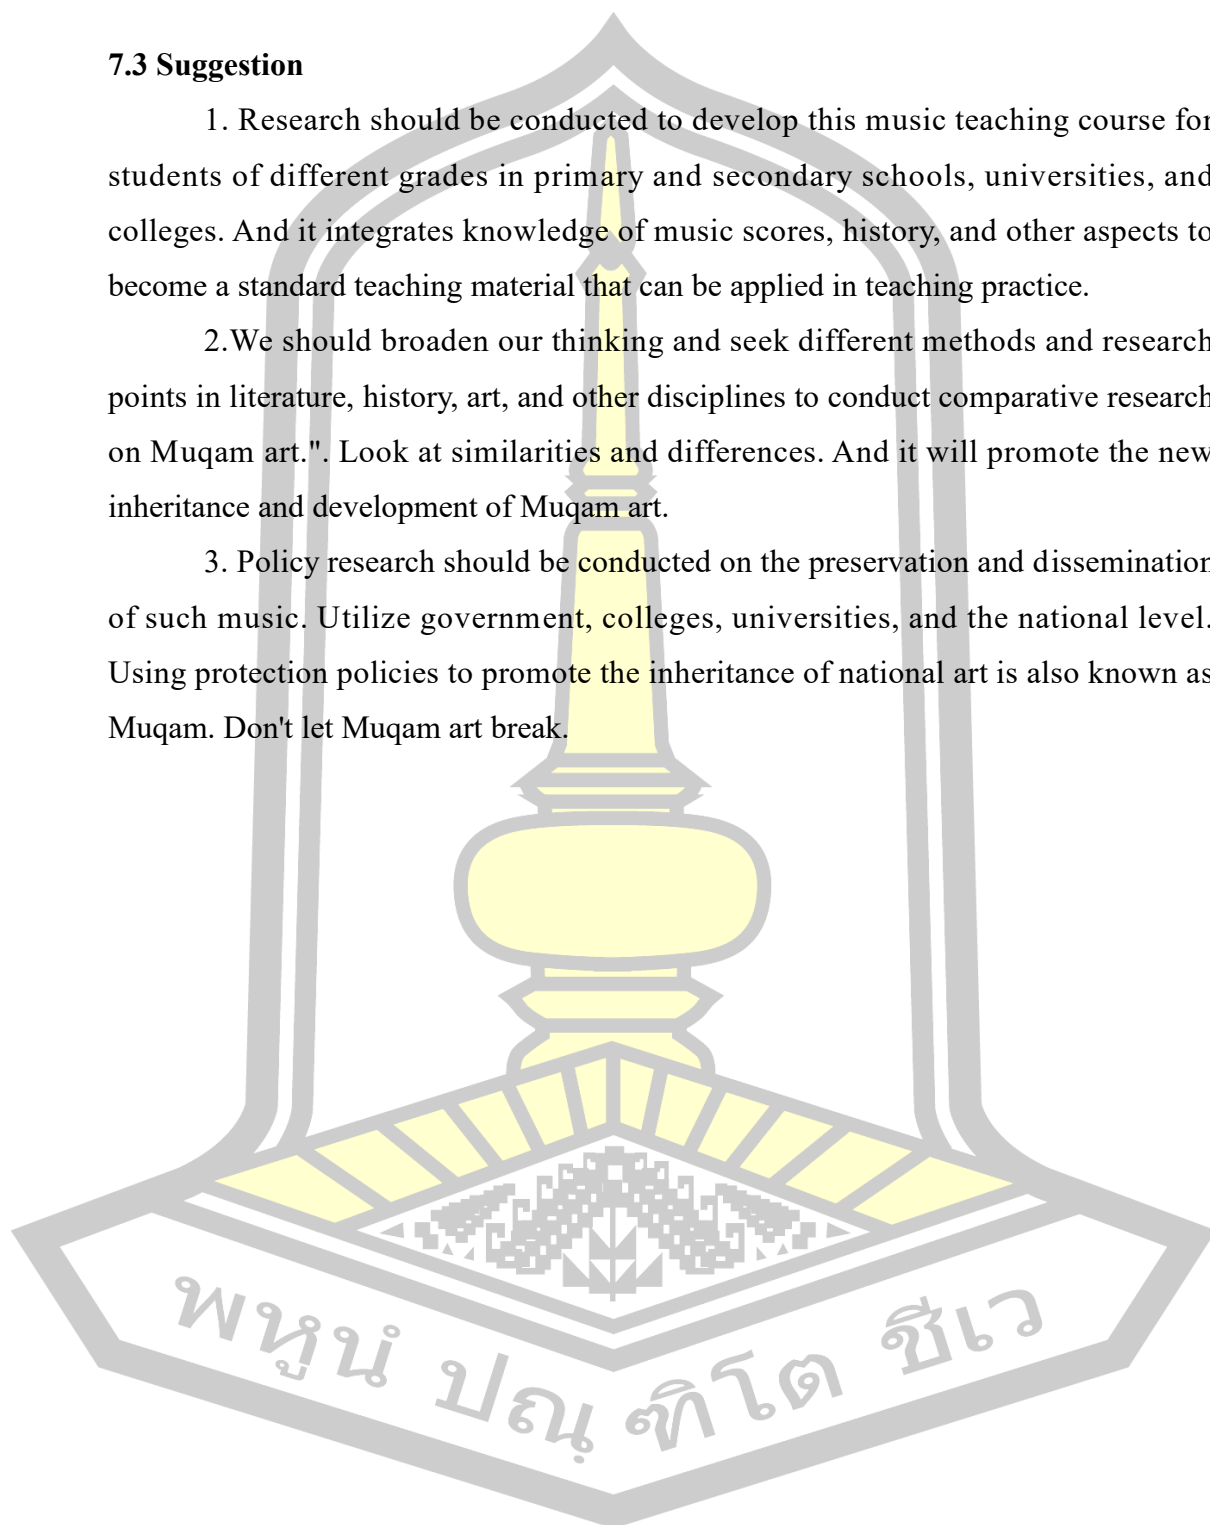 7.3 Suggestion
1. Research should be conducted to develop this music teaching course for
students of different grades in primary and secondary schools, universities, and
colleges. And it integrates knowledge of music scores, history, and other aspects to
become a standard teaching material that can be applied in teaching practice.
2.We should broaden our thinking and seek different methods and research
points in literature, history, art, and other disciplines to conduct comparative research
on Muqam art.". Look at similarities and differences. And it will promote the new
inheritance and development of Muqam art.
3. Policy research should be conducted on the preservation and dissemination
of such music. Utilize government, colleges, universities, and the national level.
Using protection policies to promote the inheritance of national art is also known as
Muqam. Don't let Muqam art break.
พหูนํ ปณฺฑิโต ชีเว